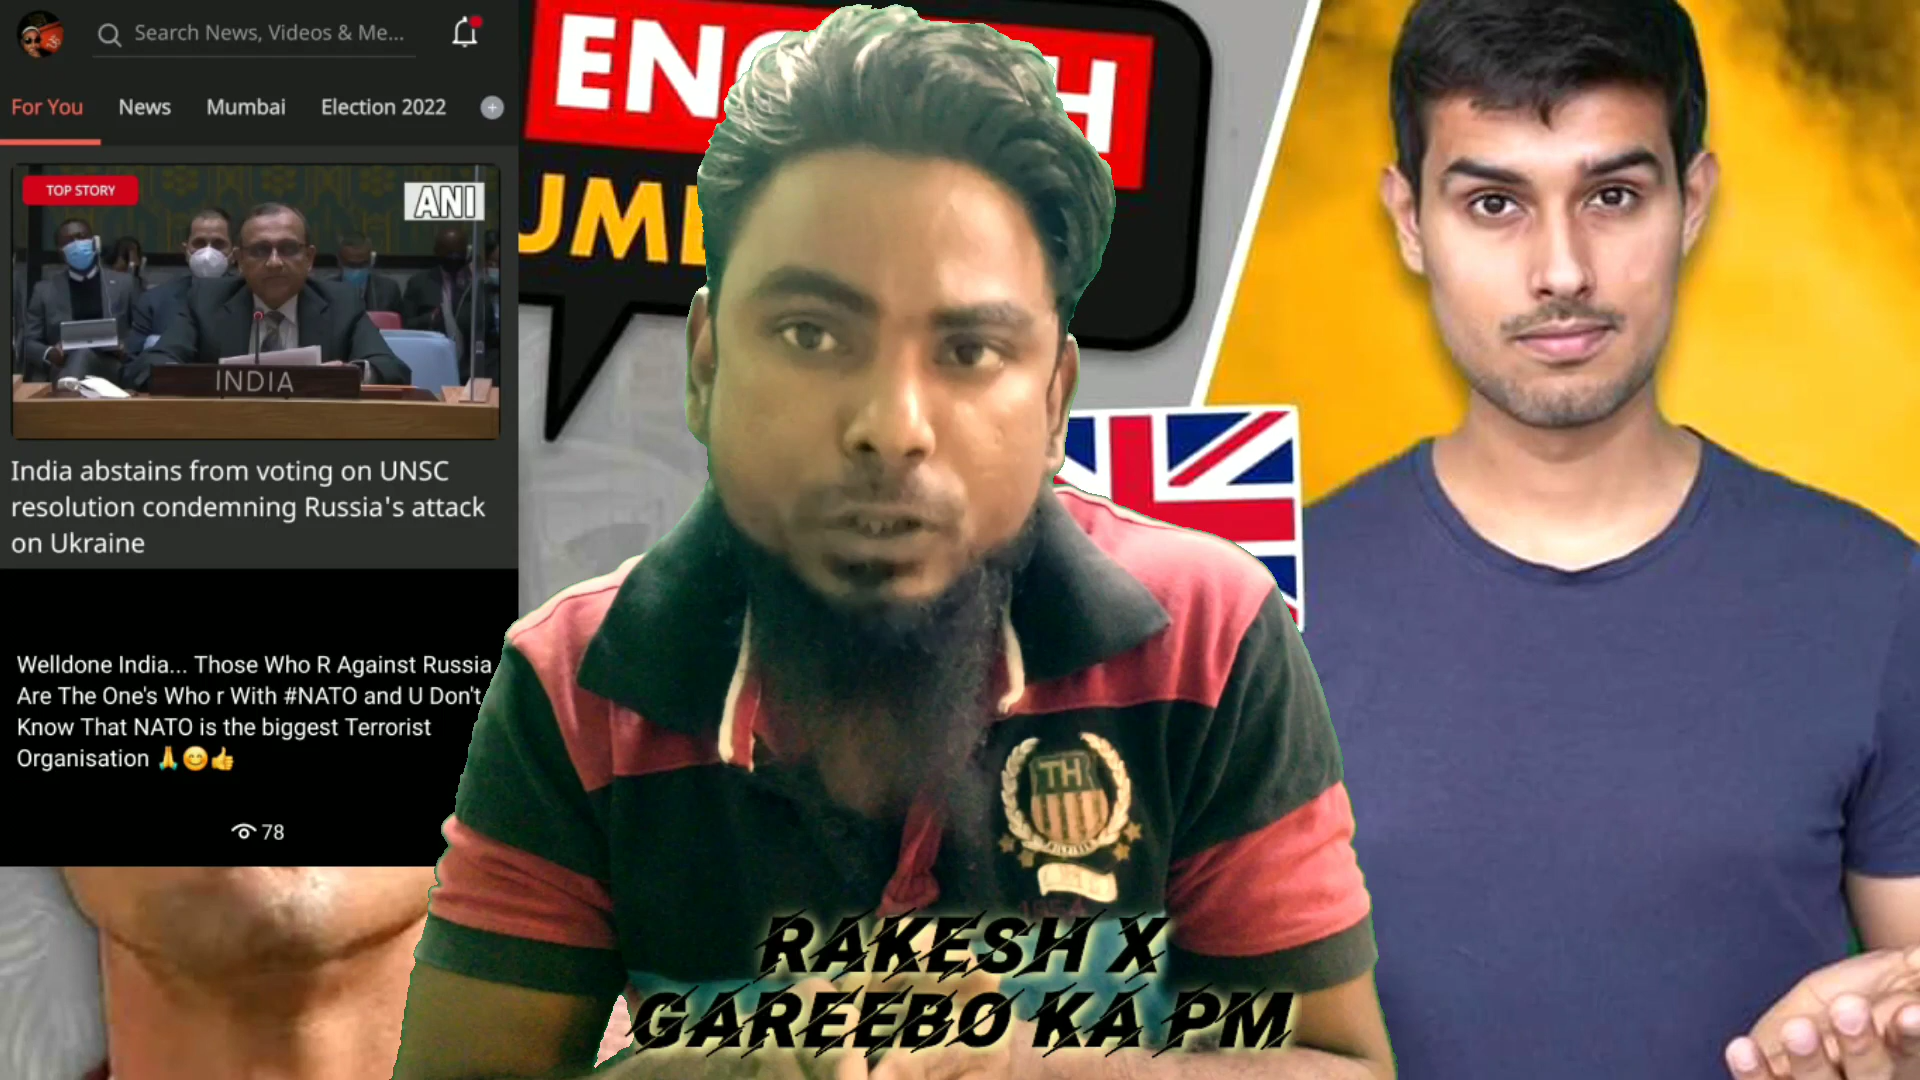 Search News, Videos & Me...
For You News Mumbai Election 2022
TOP STORY
ANI
INDIA
India abstains from voting on UNSC
resolution condemning Russia's attack
on Ukraine
Welldone India... Those Who R Against Russia
Are The One's Who r With #NATO and U Don't
Know That NATO is the biggest Terrorist
Organisation 🙏😊👍
78
TH
RAKESH X
GAREEBO KA PM